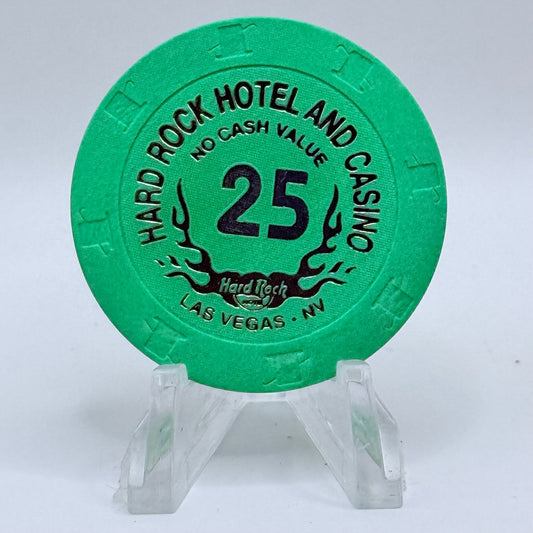 HARD ROCK HOTEL AND CASINO
NO CASH VALUE
25
Hard Rock
LAS VEGAS · NV